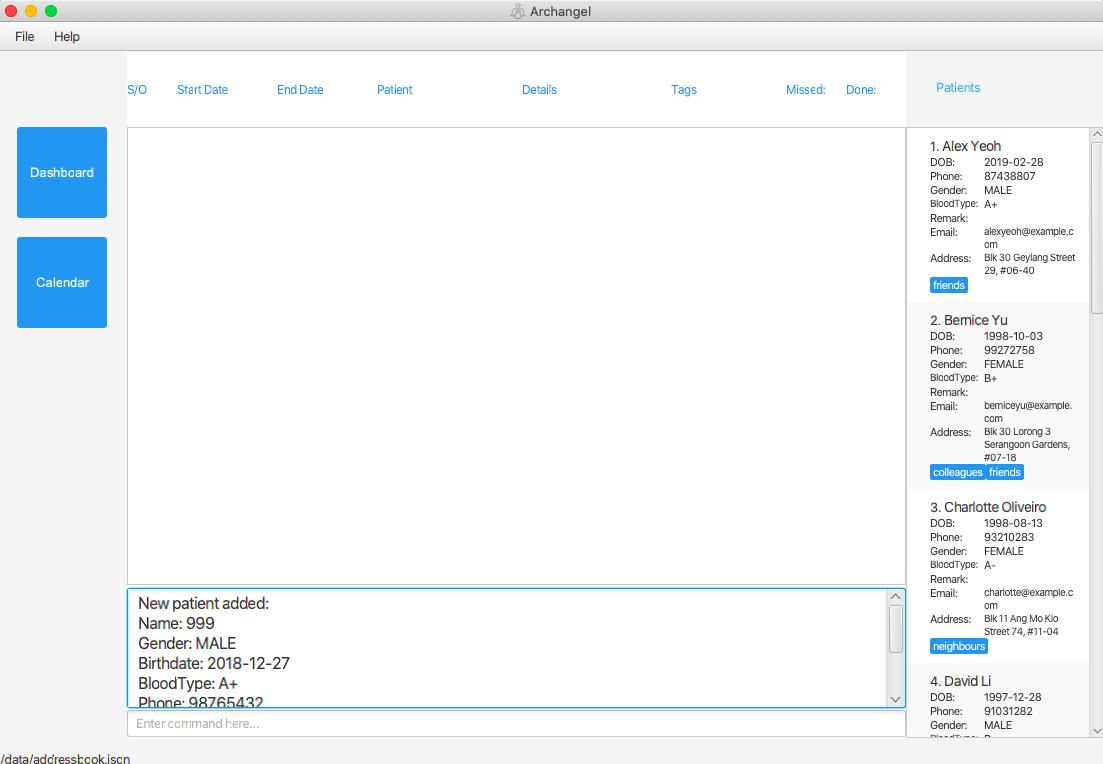 Archangel
File Help
S/O Start Date End Date Patient Details Tags Missed: Done:
Patients
Dashboard
Calendar
1. Alex Yeoh
DOB: 2019-02-28
Phone: 87438807
Gender: MALE
BloodType: A+
Remark:
Email: alexyeoh@example.c
om
Address: Blk 30 Geylang Street
29, #06-40
friends
2. Bernice Yu
DOB: 1998-10-03
Phone: 99272758
Gender: FEMALE
BloodType: B+
Remark:
Email: berniceyu@example.
com
Address: Blk 30 Lorong 3
Serangoon Gardens,
#07-18
colleagues friends
3. Charlotte Oliveiro
DOB: 1998-08-13
Phone: 93210283
Gender: FEMALE
BloodType: A-
Remark:
Email: charlotte@example.c
om
Address: Blk 11 Ang Mo Kio
Street 74, #11-04
neighbours
4. David Li
DOB: 1997-12-28
Phone: 91031282
Gender: MALE
BloodType:
New patient added:
Name: 999
Gender: MALE
Birthdate: 2018-12-27
BloodType: A+
Phone: 98765432
Enter command here...
/data/addressbook.json